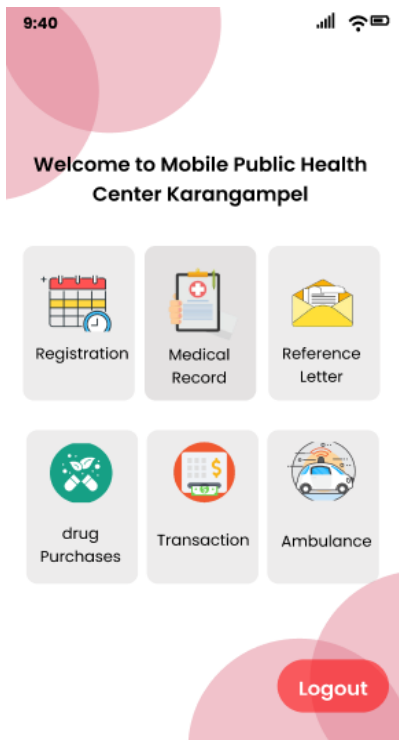 9:40
Welcome to Mobile Public Health
Center Karangampel
Registration
Medical
Record
Reference
Letter
drug
Purchases
Transaction
Ambulance
Logout